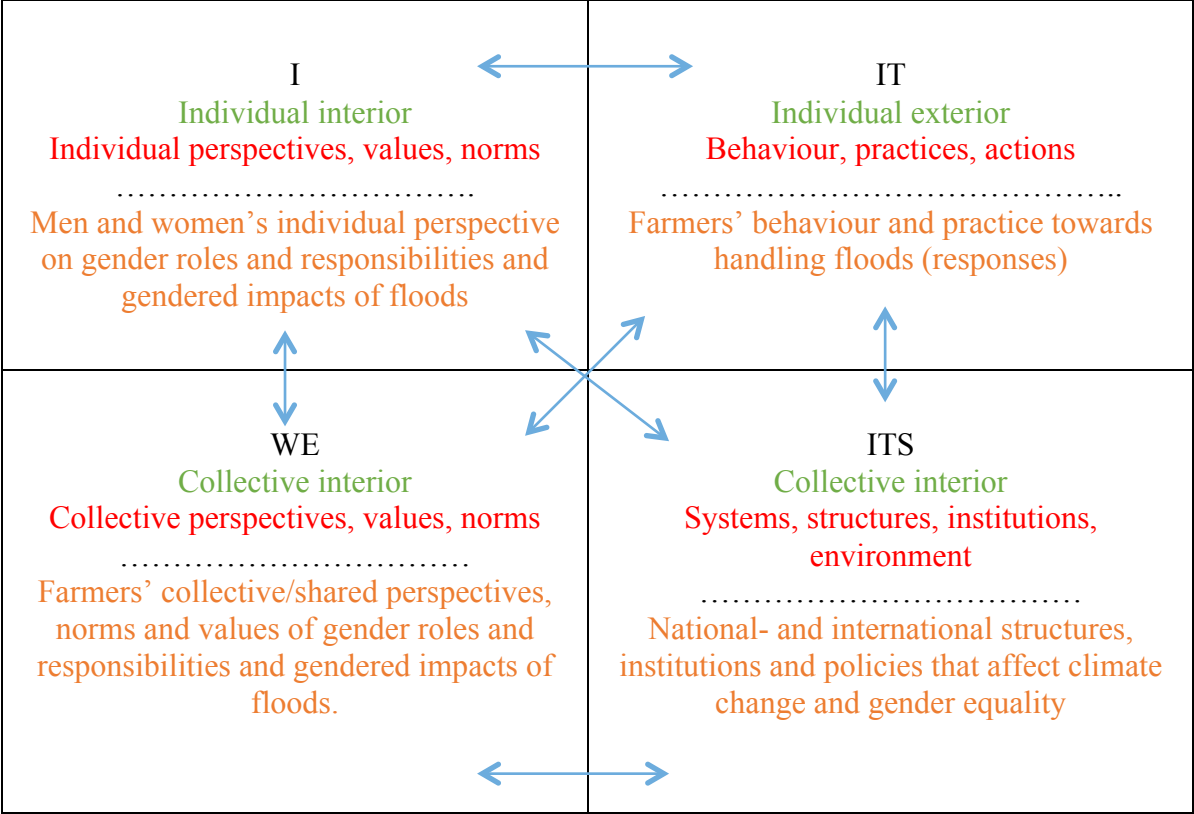 I
Individual interior
Individual perspectives, values, norms
…………………………….
Men and women’s individual perspective
on gender roles and responsibilities and
gendered impacts of floods
IT
Individual exterior
Behaviour, practices, actions
……………………………………..
Farmers’ behaviour and practice towards
handling floods (responses)
WE
Collective interior
Collective perspectives, values, norms
……………………………
Farmers’ collective/shared perspectives,
norms and values of gender roles and
responsibilities and gendered impacts of
floods.
ITS
Collective interior
Systems, structures, institutions,
environment
………………………………
National- and international structures,
institutions and policies that affect climate
change and gender equality